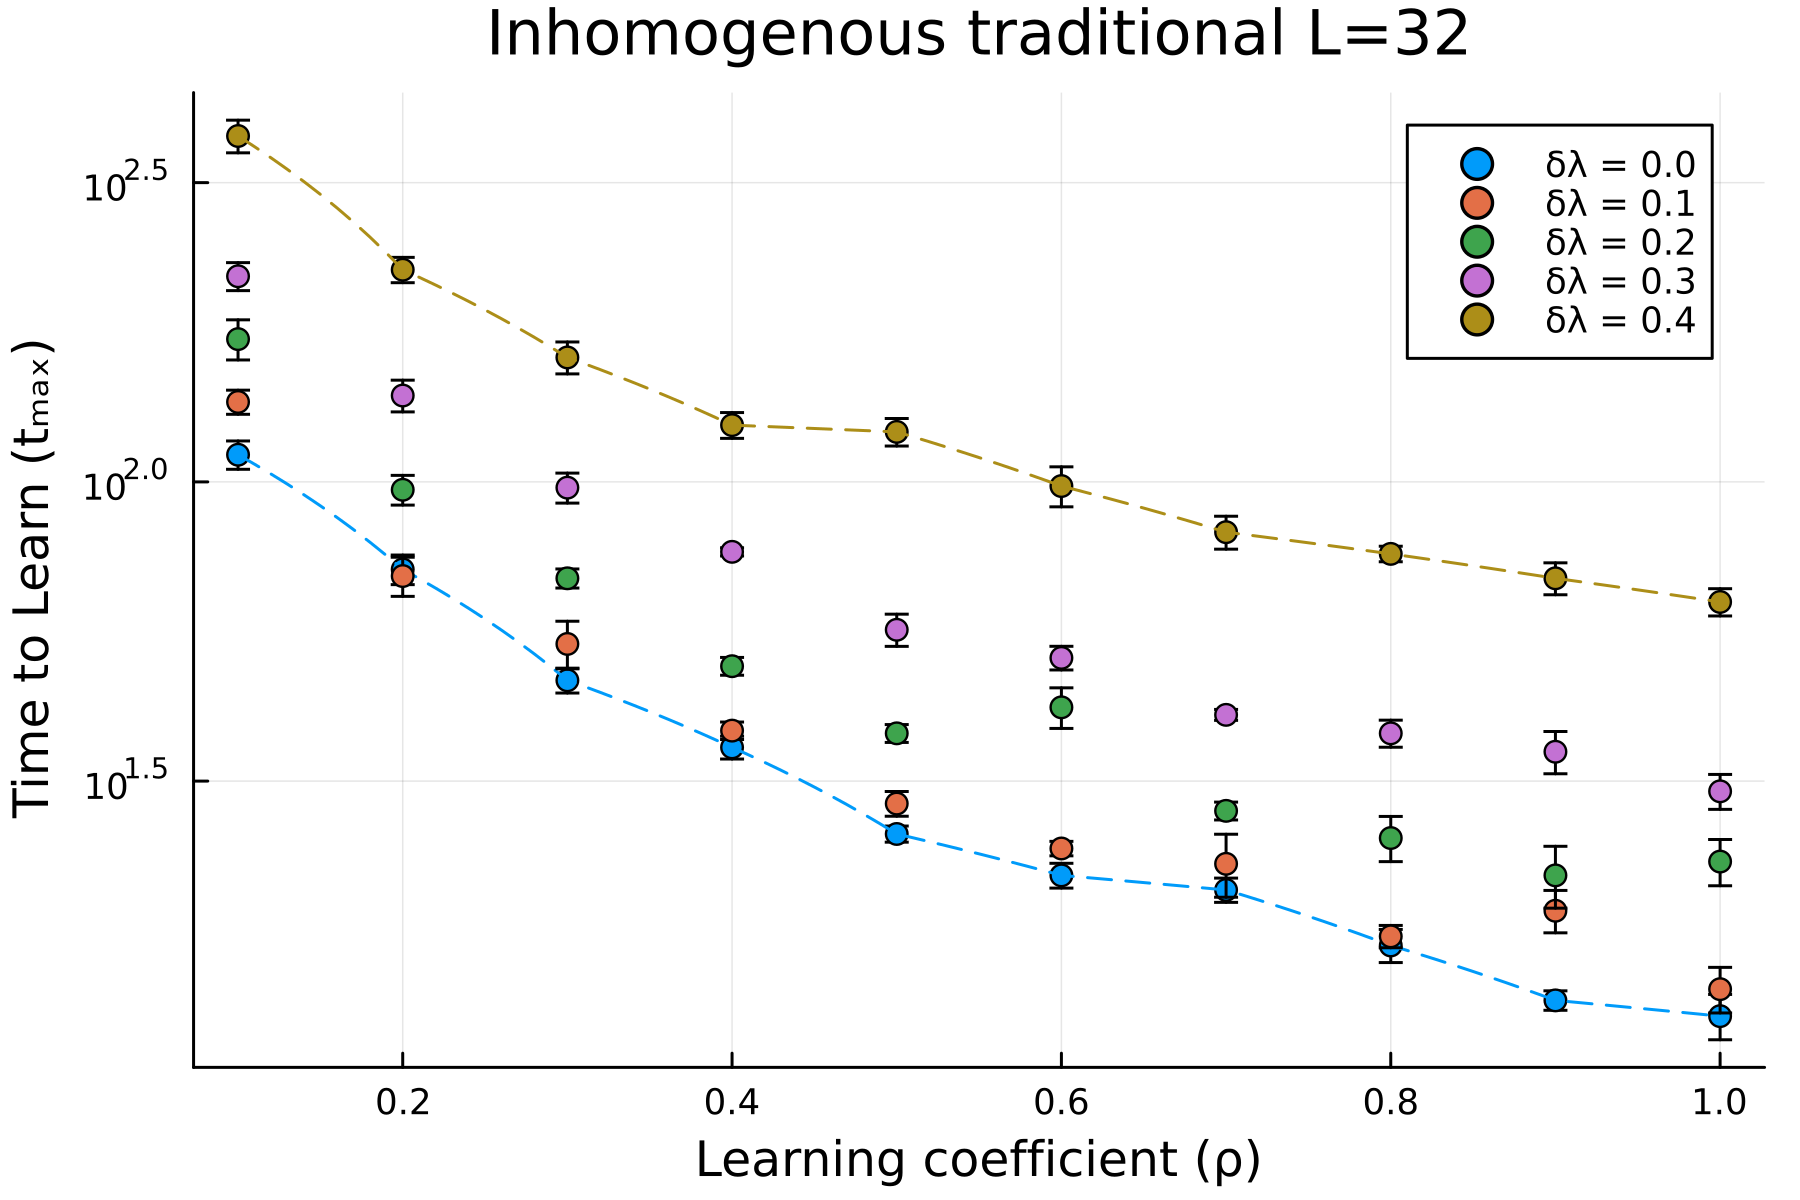 Inhomogenous traditional L=32
δλ = 0.0
δλ = 0.1
δλ = 0.2
δλ = 0.3
δλ = 0.4
Time to Learn (tₘₐₓ)
10^2.5
10^2.0
10^1.5
0.2 0.4 0.6 0.8 1.0
Learning coefficient (ρ)